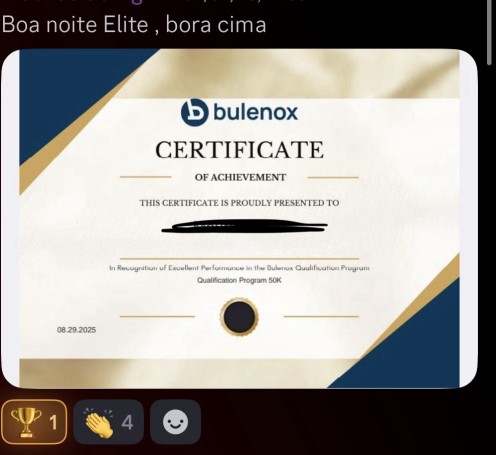 Boa noite Elite , bora cima
bulenox
CERTIFICATE
OF ACHIEVEMENT
THIS CERTIFICATE IS PROUDLY PRESENTED TO
In Recognition of Excellent Performance in the Bulenox Qualification Program
Qualification Program 50K
08.29.2025
1
4